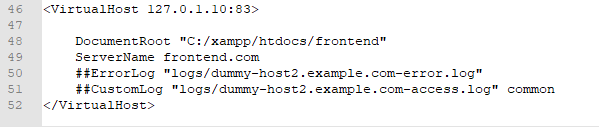 46 <VirtualHost 127.0.1.10:83>
47
48 DocumentRoot "C:/xampp/htdocs/frontend"
49 ServerName frontend.com
50 ##ErrorLog "logs/dummy-host2.example.com-error.log"
51 ##CustomLog "logs/dummy-host2.example.com-access.log" common
52 </VirtualHost>